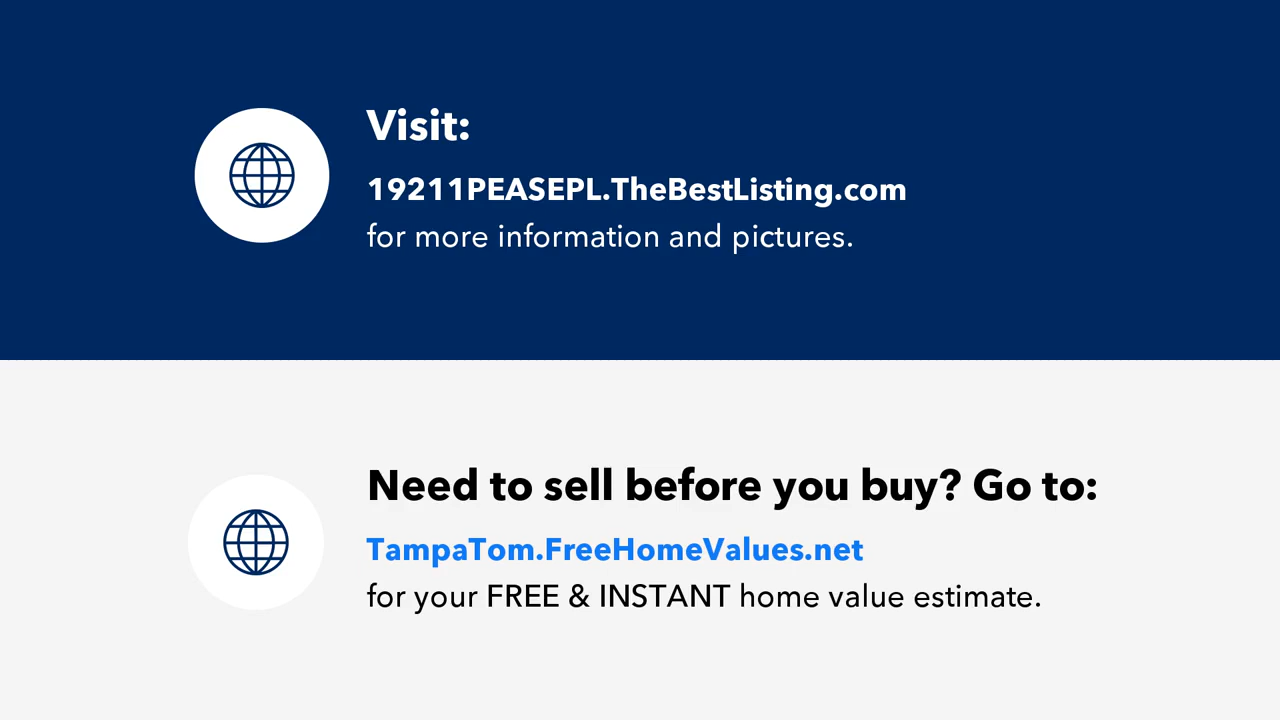 Visit:
19211PEASEPL.TheBestListing.com
for more information and pictures.
Need to sell before you buy? Go to:
TampaTom.FreeHomeValues.net
for your FREE & INSTANT home value estimate.